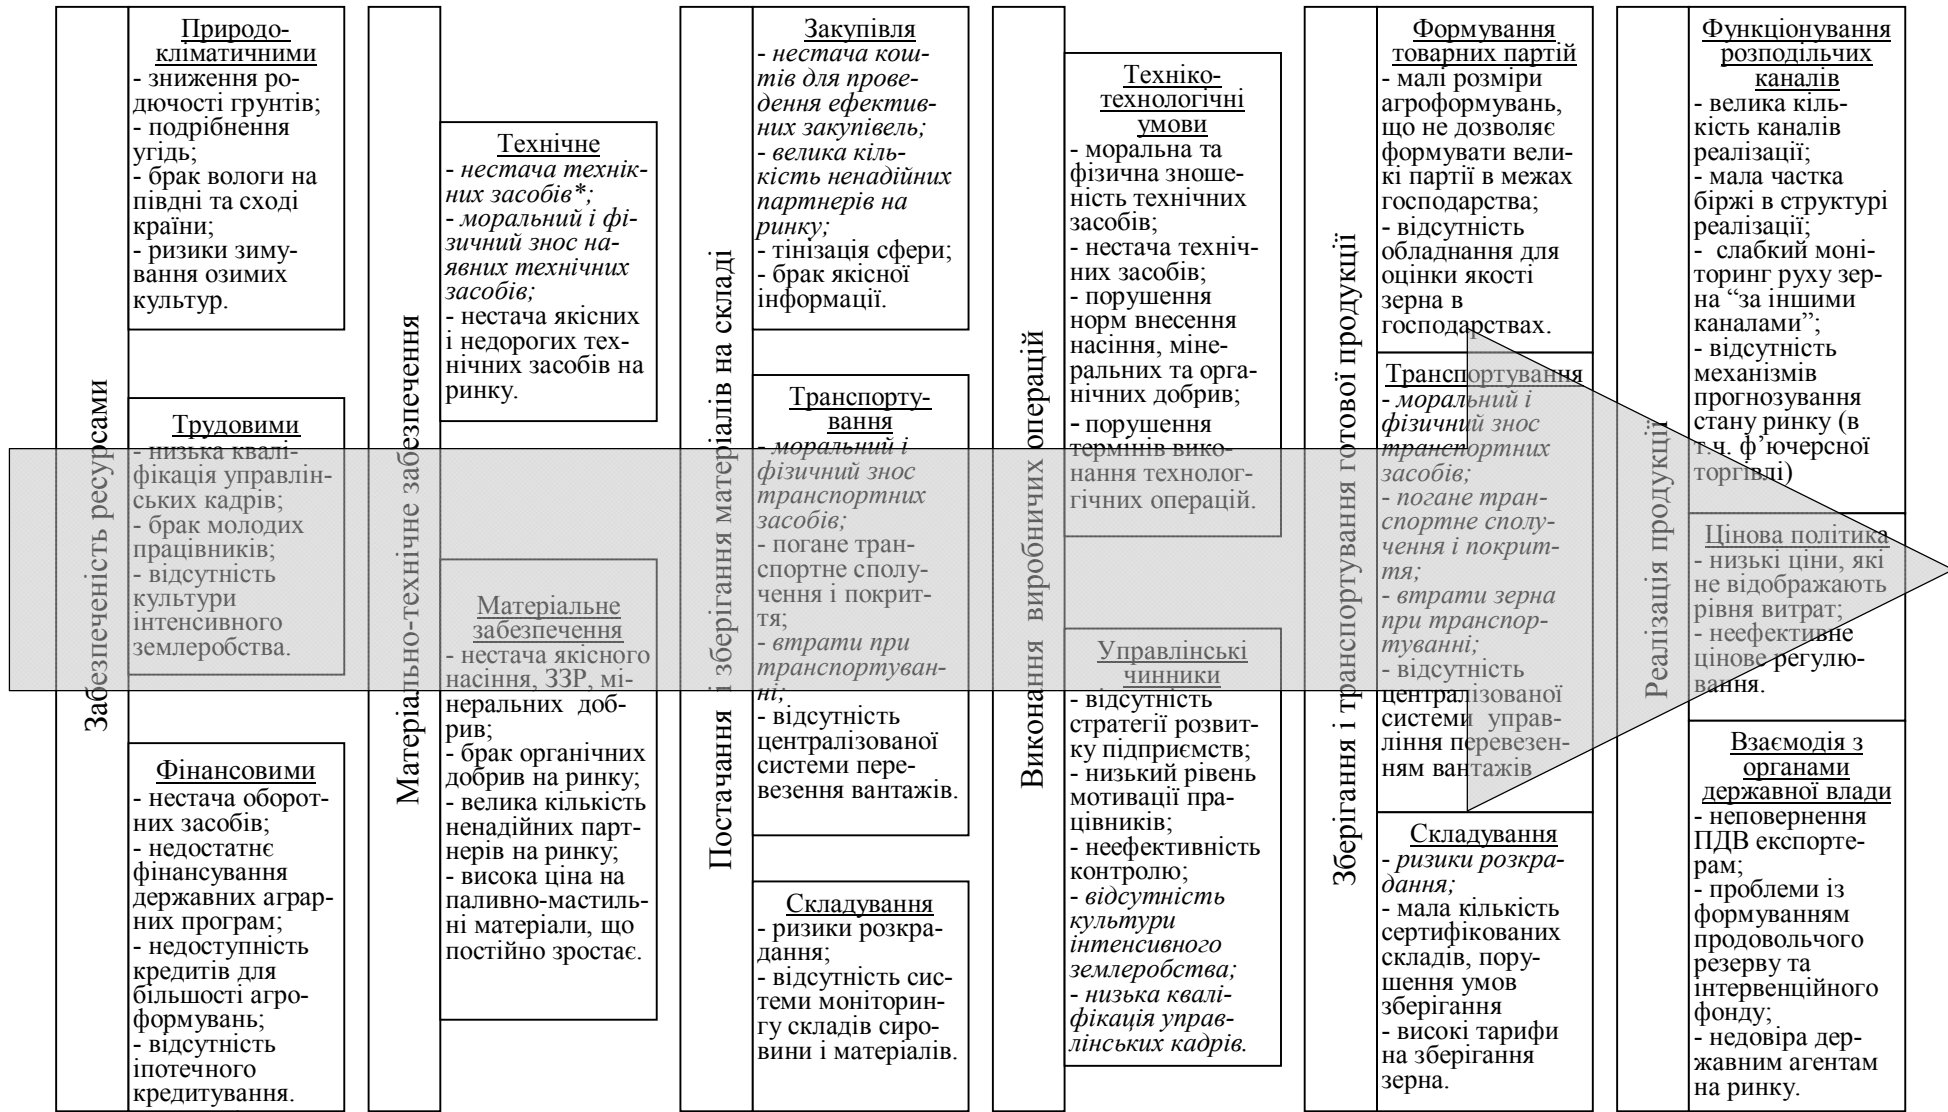 Забезпеченість ресурсами
Природо-
кліматичними
- зниження ро-
дючості грунтів;
- подрібнення
угідь;
- брак вологи на
півдні та сході
країни;
- ризики зиму-
вання озимих
культур.
Трудовими
- низька квалі-
фікація управлін-
ських кадрів;
- брак молодих
працівників;
- відсутність
культури
інтенсивного
землеробства.
Фінансовими
- нестача оборот-
них засобів;
- недостатнє
фінансування
державних аграр-
них програм;
- недоступність
кредитів для
більшості агро-
формувань;
- відсутність
іпотечного
кредитування.
Матеріально-технічне забезпечення
Технічне
- нестача технік-
них засобів*;
- моральний і фі-
зичний знос на-
явних технічних
засобів;
- нестача якісних
і недорогих тех-
нічних засобів на
ринку.
Матеріальне
забезпечення
- нестача якісного
насіння, ЗЗР, мі-
неральних доб-
рив;
- брак органічних
добрив на ринку;
- велика кількість
ненадійних парт-
нерів на ринку;
- висока ціна на
паливно-мастиль-
ні матеріали, що
постійно зростає.
Постачання і зберігання матеріалів на складі
Закупівля
- нестача кош-
тів для прове-
дення ефектив-
них закупівель;
- велика кіль-
кість ненадійних
партнерів на
ринку;
- тінізація сфери;
- брак якісної
інформації.
Транспорту-
вання
- моральний і
фізичний знос
транспортних
засобів;
- погане тран-
спортне сполу-
чення і покрит-
тя;
- втрати при
транспортуван-
ні;
- відсутність
централізованої
системи пере-
везення вантажів.
Складування
- ризики розкра-
дання;
- відсутність сис-
теми моніторин-
гу складів сиро-
вини і матеріалів.
Виконання виробничих операцій
Техніко-
технологічні
умови
- моральна та
фізична зноше-
ність технічних
засобів;
- нестача техніч-
них засобів;
- порушення
норм внесення
насіння, міне-
ральних та орга-
нічних добрив;
- порушення
термінів вико-
нання технолог-
гічних операцій.
Управлінські
чинники
- відсутність
стратегії розвит-
ку підприємств;
- низький рівень
мотивації пра-
цівників;
- неефективність
контролю;
- відсутність
культури
інтенсивного
землеробства;
- низька квалі-
фікація управ-
лінських кадрів.
Зберігання і транспортування готової продукції
Формування
товарних партій
- малі розміри
агроформувань,
що не дозволяє
формувати вели-
кі партії в межах
господарства;
- відсутність
обладнання для
оцінки якості
зерна в
господарствах.
Транспортування
- моральний і
фізичний знос
транспортних
засобів;
- погане тран-
спортне сполу-
чення і покрит-
тя;
- втрати зерна
при транспор-
туванні;
- відсутність
централізованої
системи управ-
ління перевезен-
ням вантажів
Складування
- ризики розкра-
дання;
- мала кількість
сертифікованих
складів, пору-
шення умов
зберігання
- високі тарифи
на зберігання
зерна.
Реалізація продукції
Функціонування
розподільчих
каналів
- велика кіль-
кість каналів
реалізації;
- мала частка
біржі в структурі
реалізації;
- слабкий моні-
торинг руху зер-
на “за іншими
каналами”;
- відсутність
механізмів
прогнозування
стану ринку (в
т.ч. ф’ючерсної
торгівлі)
Цінова політика
- низькі ціни, які
не відображають
рівня витрат;
- неефективне
цінове регулю-
вання.
Взаємодія з
органами
державної влади
- неповернення
ПДВ експорте-
рам;
- проблеми із
формуванням
продовольчого
резерву та
інтервенційного
фонду;
- недовіра дер-
жавним агентам
на ринку.